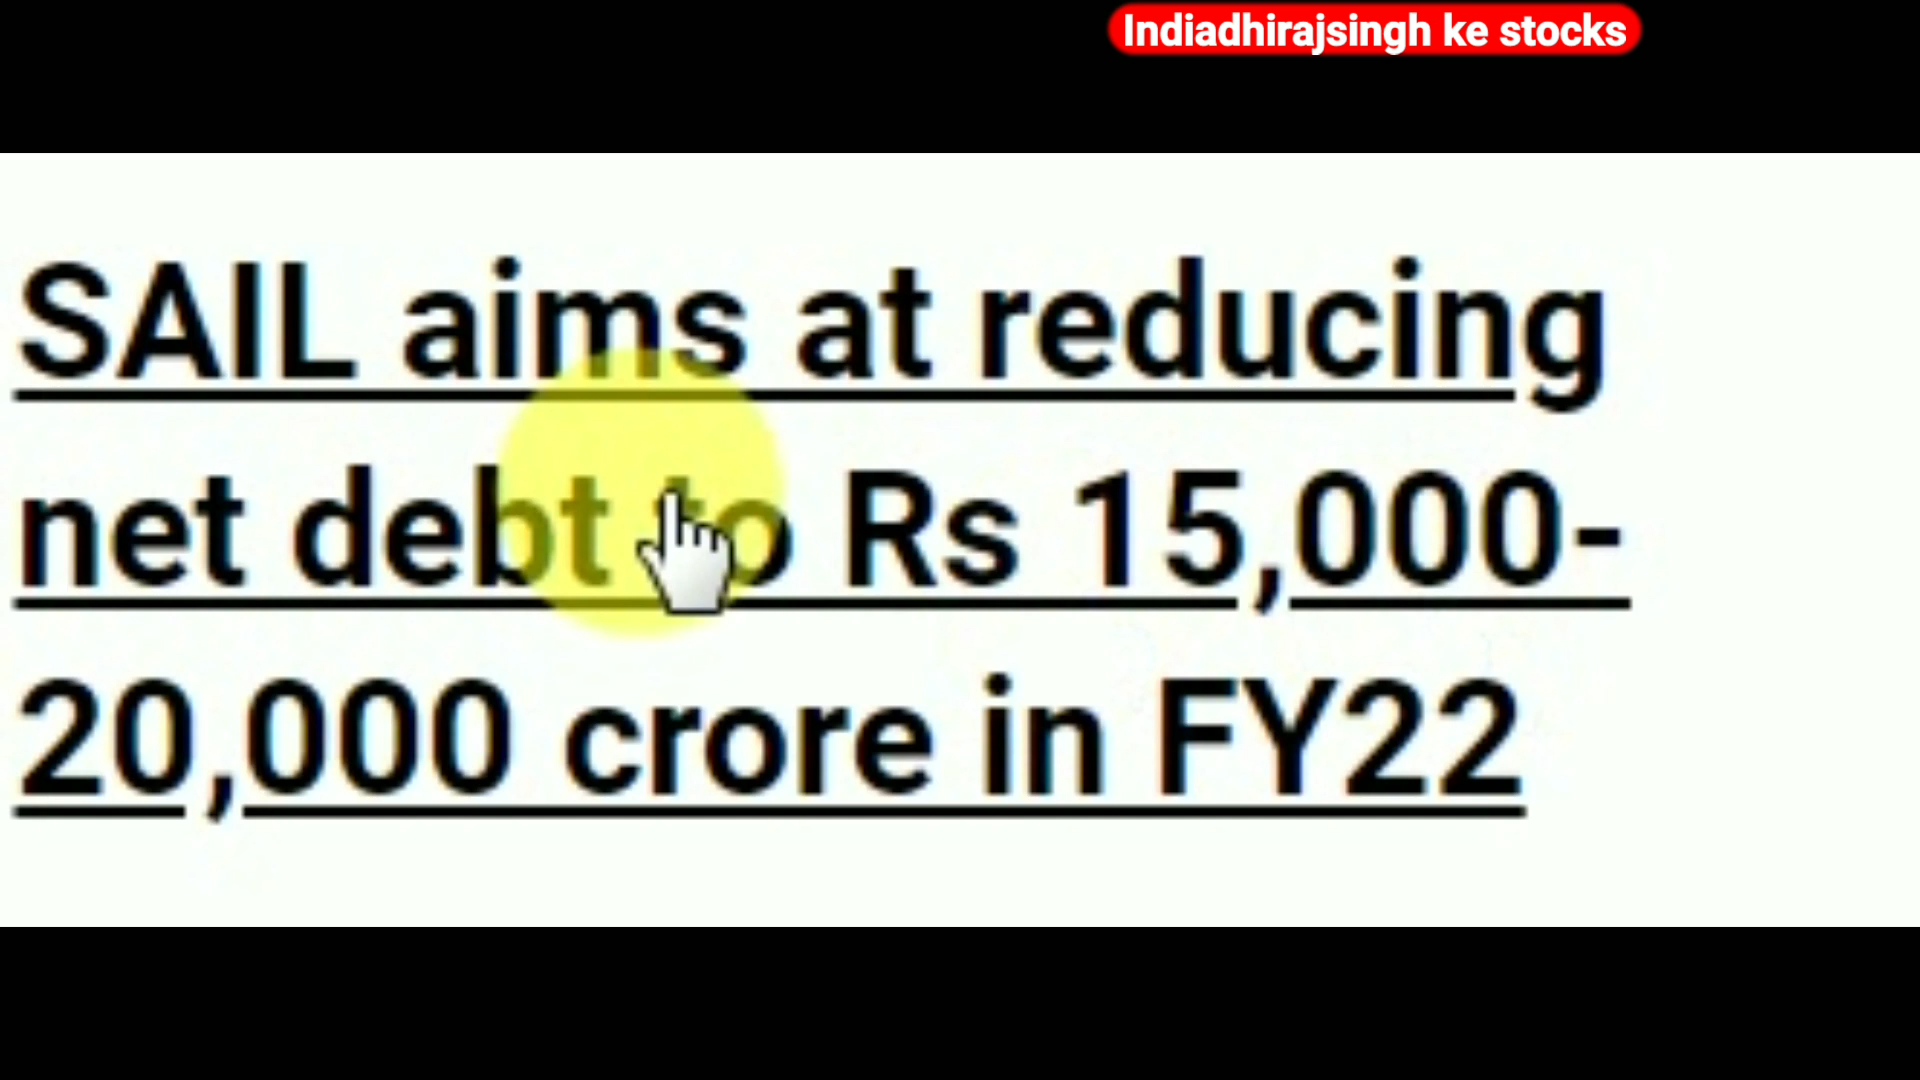 Indiadhirajsingh ke stocks
SAIL aims at reducing
net debt to Rs 15,000-
20,000 crore in FY22